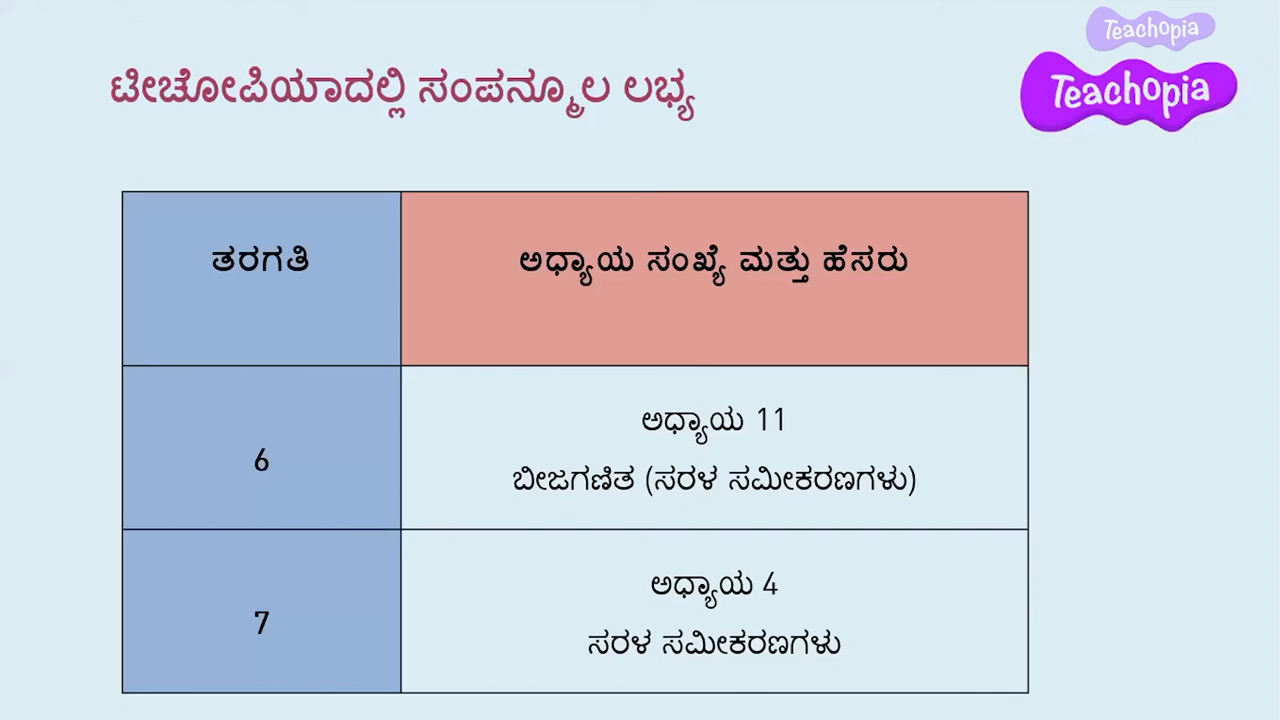 Teachopia
Teachopia
ಟೀಚೋಪಿಯಾದಲ್ಲಿ ಸಂಪನ್ಮೂಲ ಲಭ್ಯ
ತರಗತಿ
ಅಧ್ಯಾಯ ಸಂಖ್ಯೆ ಮತ್ತು ಹೆಸರು
6
ಅಧ್ಯಾಯ 11
ಬೀಜಗಣಿತ (ಸರಳ ಸಮೀಕರಣಗಳು)
7
ಅಧ್ಯಾಯ 4
ಸರಳ ಸಮೀಕರಣಗಳು